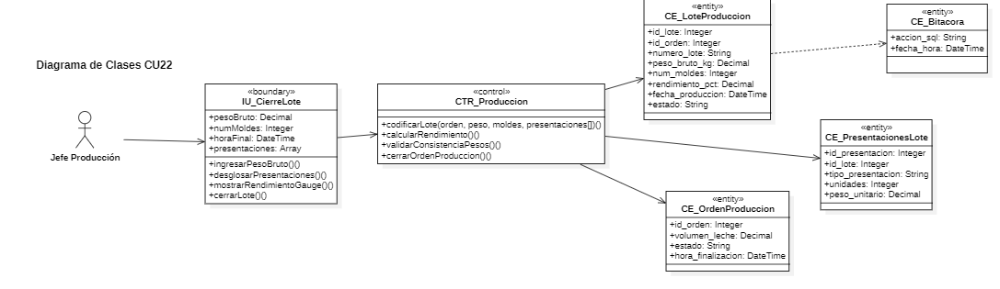 Diagrama de Clases CU22
Jefe Producción
«boundary»
IU_CierreLote
+pesoBruto: Decimal
+numMoldes: Integer
+horaFinal: DateTime
+presentaciones: Array
+ingresarPesoBruto()()
+desglosarPresentaciones()()
+mostrarRendimientoGauge()()
+cerrarLote()()
«control»
CTR_Produccion
+codificarLote(orden, peso, moldes, presentaciones[])()
+calcularRendimiento()()
+validarConsistenciaPesos()()
+cerrarOrdenProduccion()()
«entity»
CE_LoteProduccion
+id_lote: Integer
+id_orden: Integer
+numero_lote: String
+peso_bruto_kg: Decimal
+num_moldes: Integer
+rendimiento_pct: Decimal
+fecha_produccion: DateTime
+estado: String
«entity»
CE_Bitacora
+accion_sql: String
+fecha_hora: DateTime
«entity»
CE_PresentacionesLote
+id_presentacion: Integer
+id_lote: Integer
+tipo_presentacion: String
+unidades: Integer
+peso_unitario: Decimal
«entity»
CE_OrdenProduccion
+id_orden: Integer
+volumen_leche: Decimal
+estado: String
+hora_finalizacion: DateTime